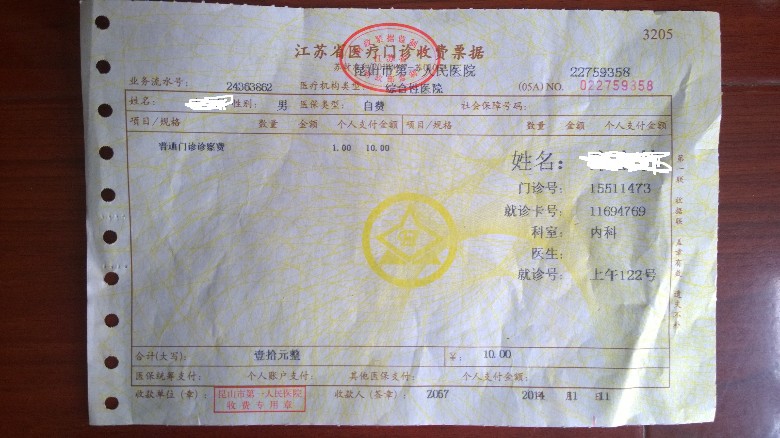 3205
江苏省医疗门诊收费票据
昆山市第一人民医院 22759358
业务流水号: 24363862 医疗机构类型: 综合性医院 (05A) NO. 022759358
姓名: 性别: 男 医保类型: 自费 社会保障号码:
项目/规格 数量 金额 个人支付金额 项目/规格 数量 金额 个人支付金额
普通门诊诊察费 1.00 10.00
姓名:
门诊号: 15511473
就诊卡号: 11694769
科室: 内科
医生:
就诊号: 上午122号
合计(大写): 壹拾元整 ¥: 10.00
医保统筹支付: 个人账户支付: 其他医保支付: 个人支付金额:
收款单位(章): 昆山市第一人民医院 收费专用章 收款人(签章): Z057 2014 11 11